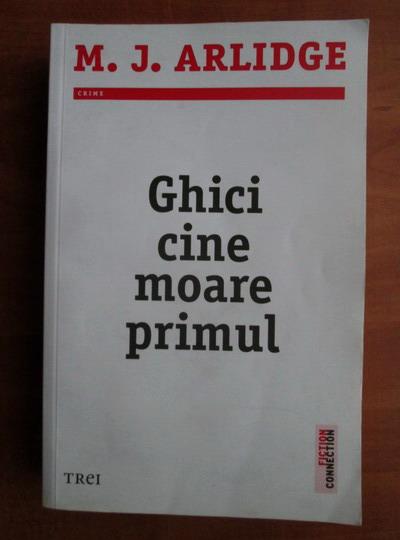 M. J. ARLIDGE
CRIME
Ghici
cine
moare
primul
TREI
FICTION
CONNECTION